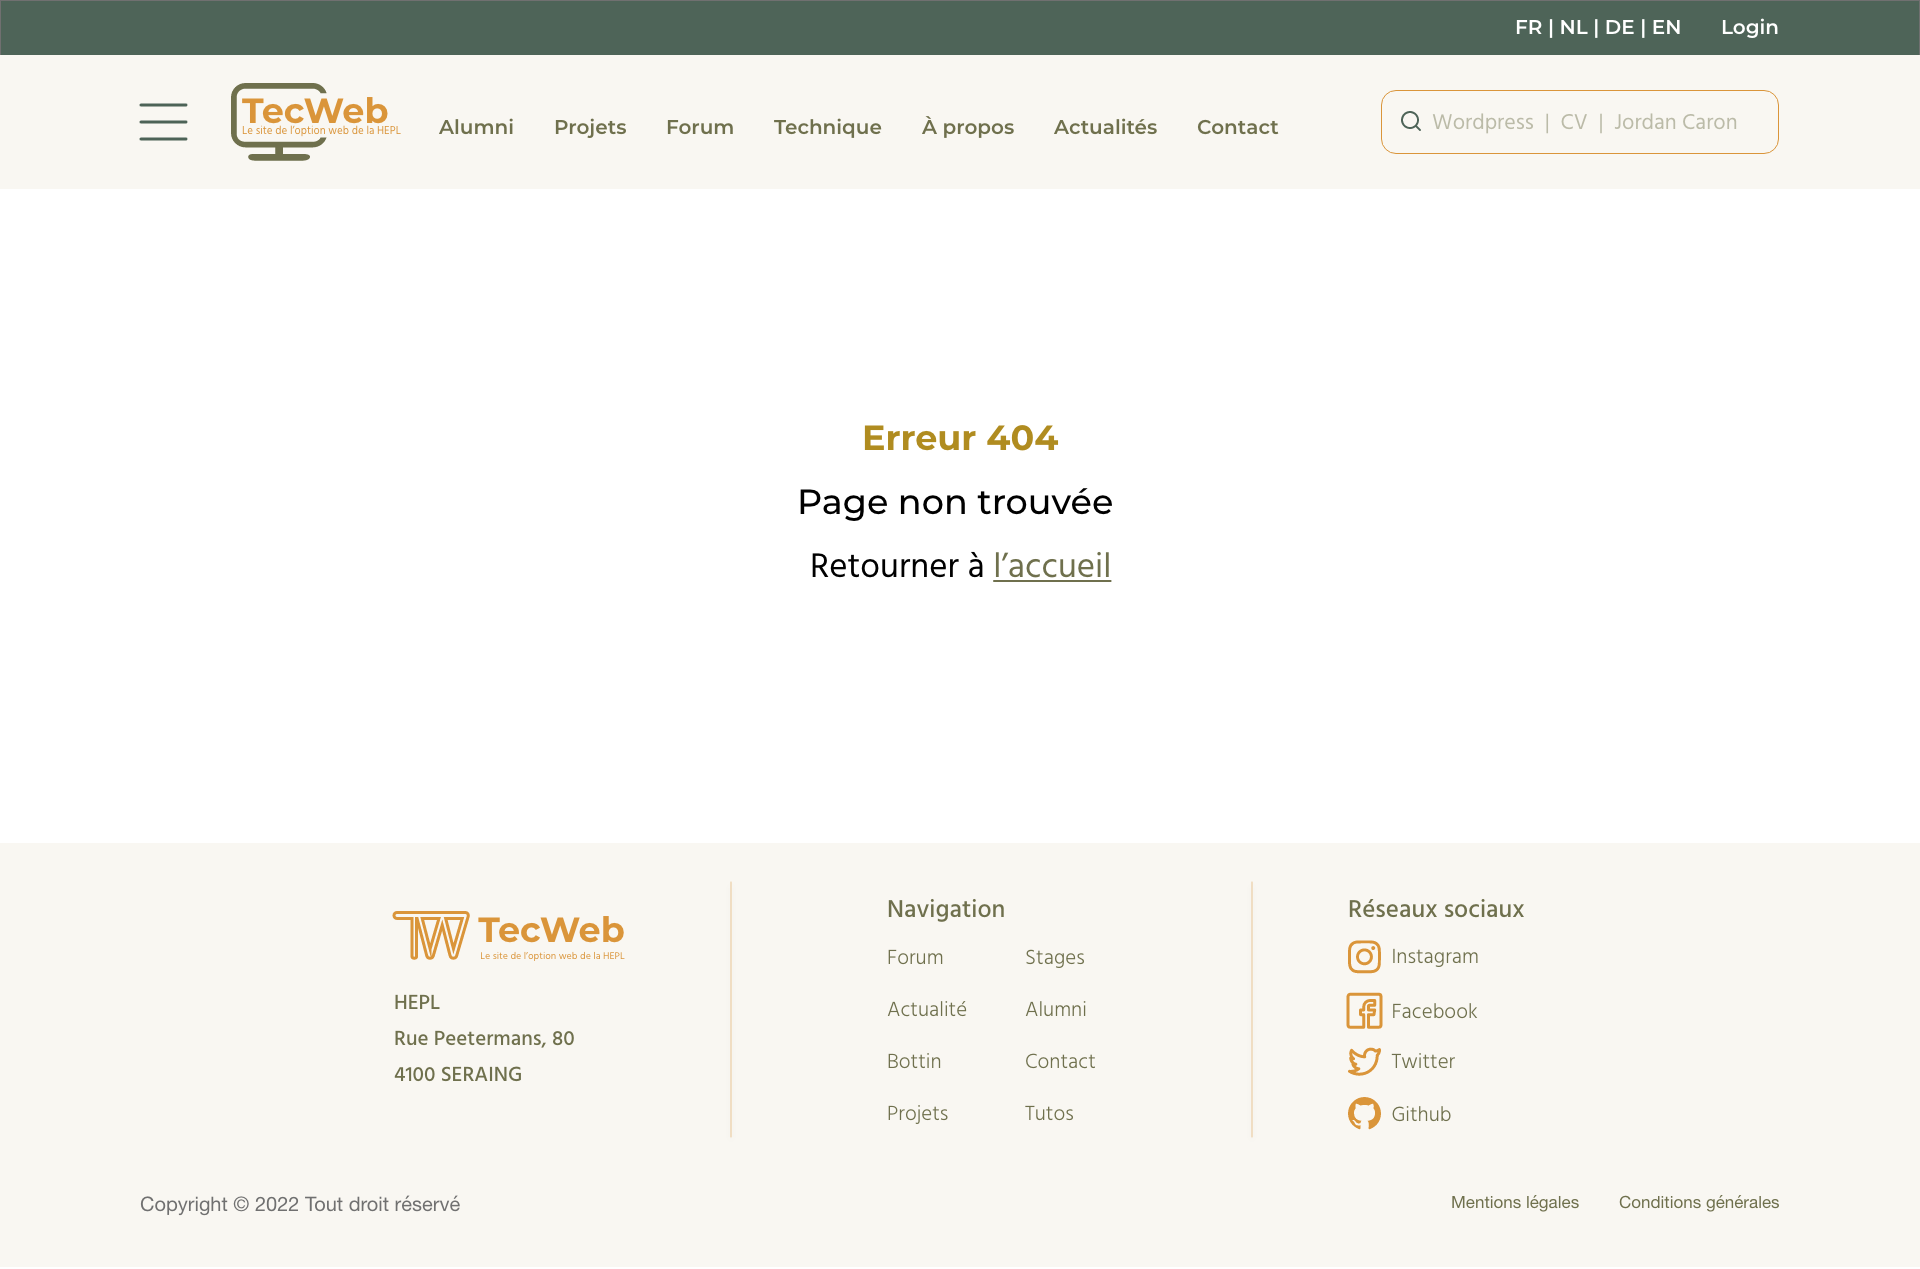 FR | NL | DE | EN Login
TecWeb
Le site de l'option web de la HEPL
Alumni Projets Forum Technique À propos Actualités Contact
Wordpress | CV | Jordan Caron
Erreur 404
Page non trouvée
Retourner à l’accueil
TecWeb
Le site de l'option web de la HEPL
HEPL
Rue Peetermans, 80
4100 SERAING
Navigation
Forum Stages
Actualité Alumni
Bottin Contact
Projets Tutos
Réseaux sociaux
Instagram
Facebook
Twitter
Github
Copyright © 2022 Tout droit réservé
Mentions légales Conditions générales